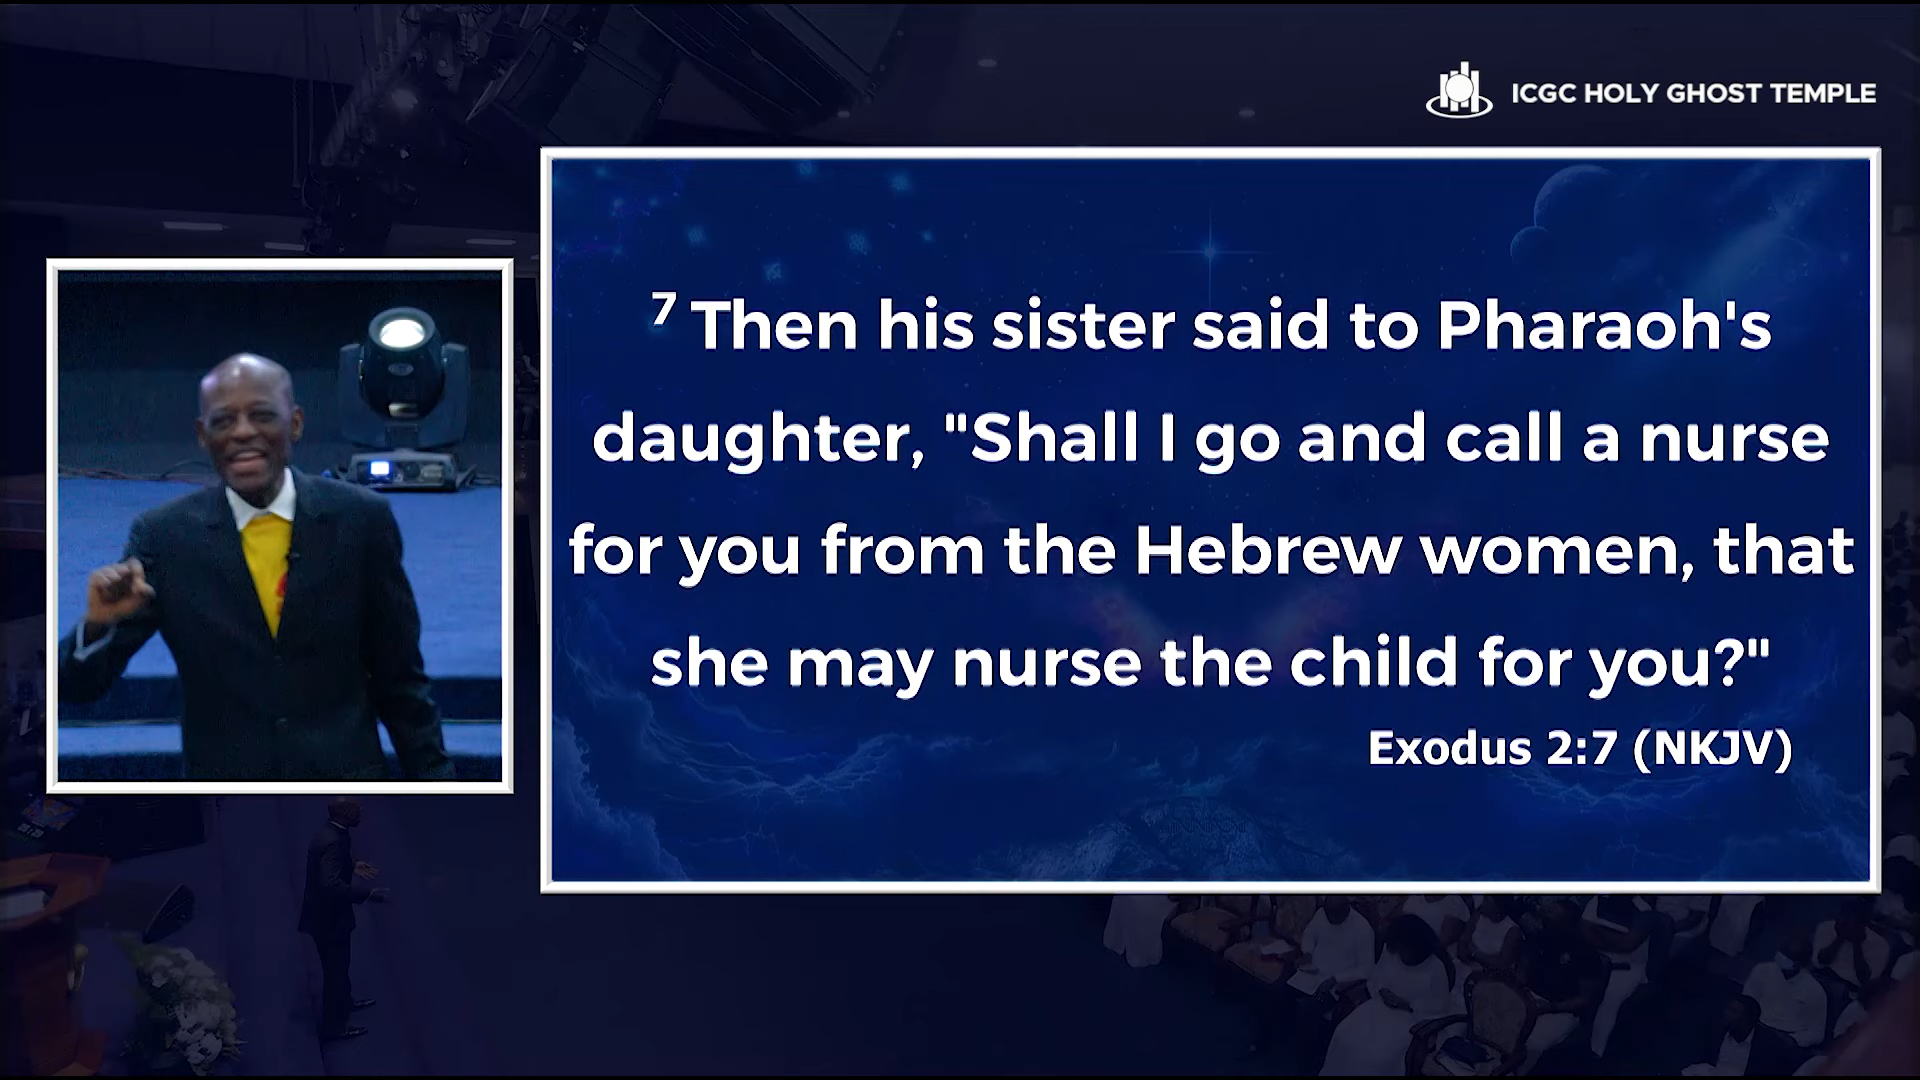 ICGC HOLY GHOST TEMPLE
7 Then his sister said to Pharaoh's
daughter, "Shall I go and call a nurse
for you from the Hebrew women, that
she may nurse the child for you?"
Exodus 2:7 (NKJV)